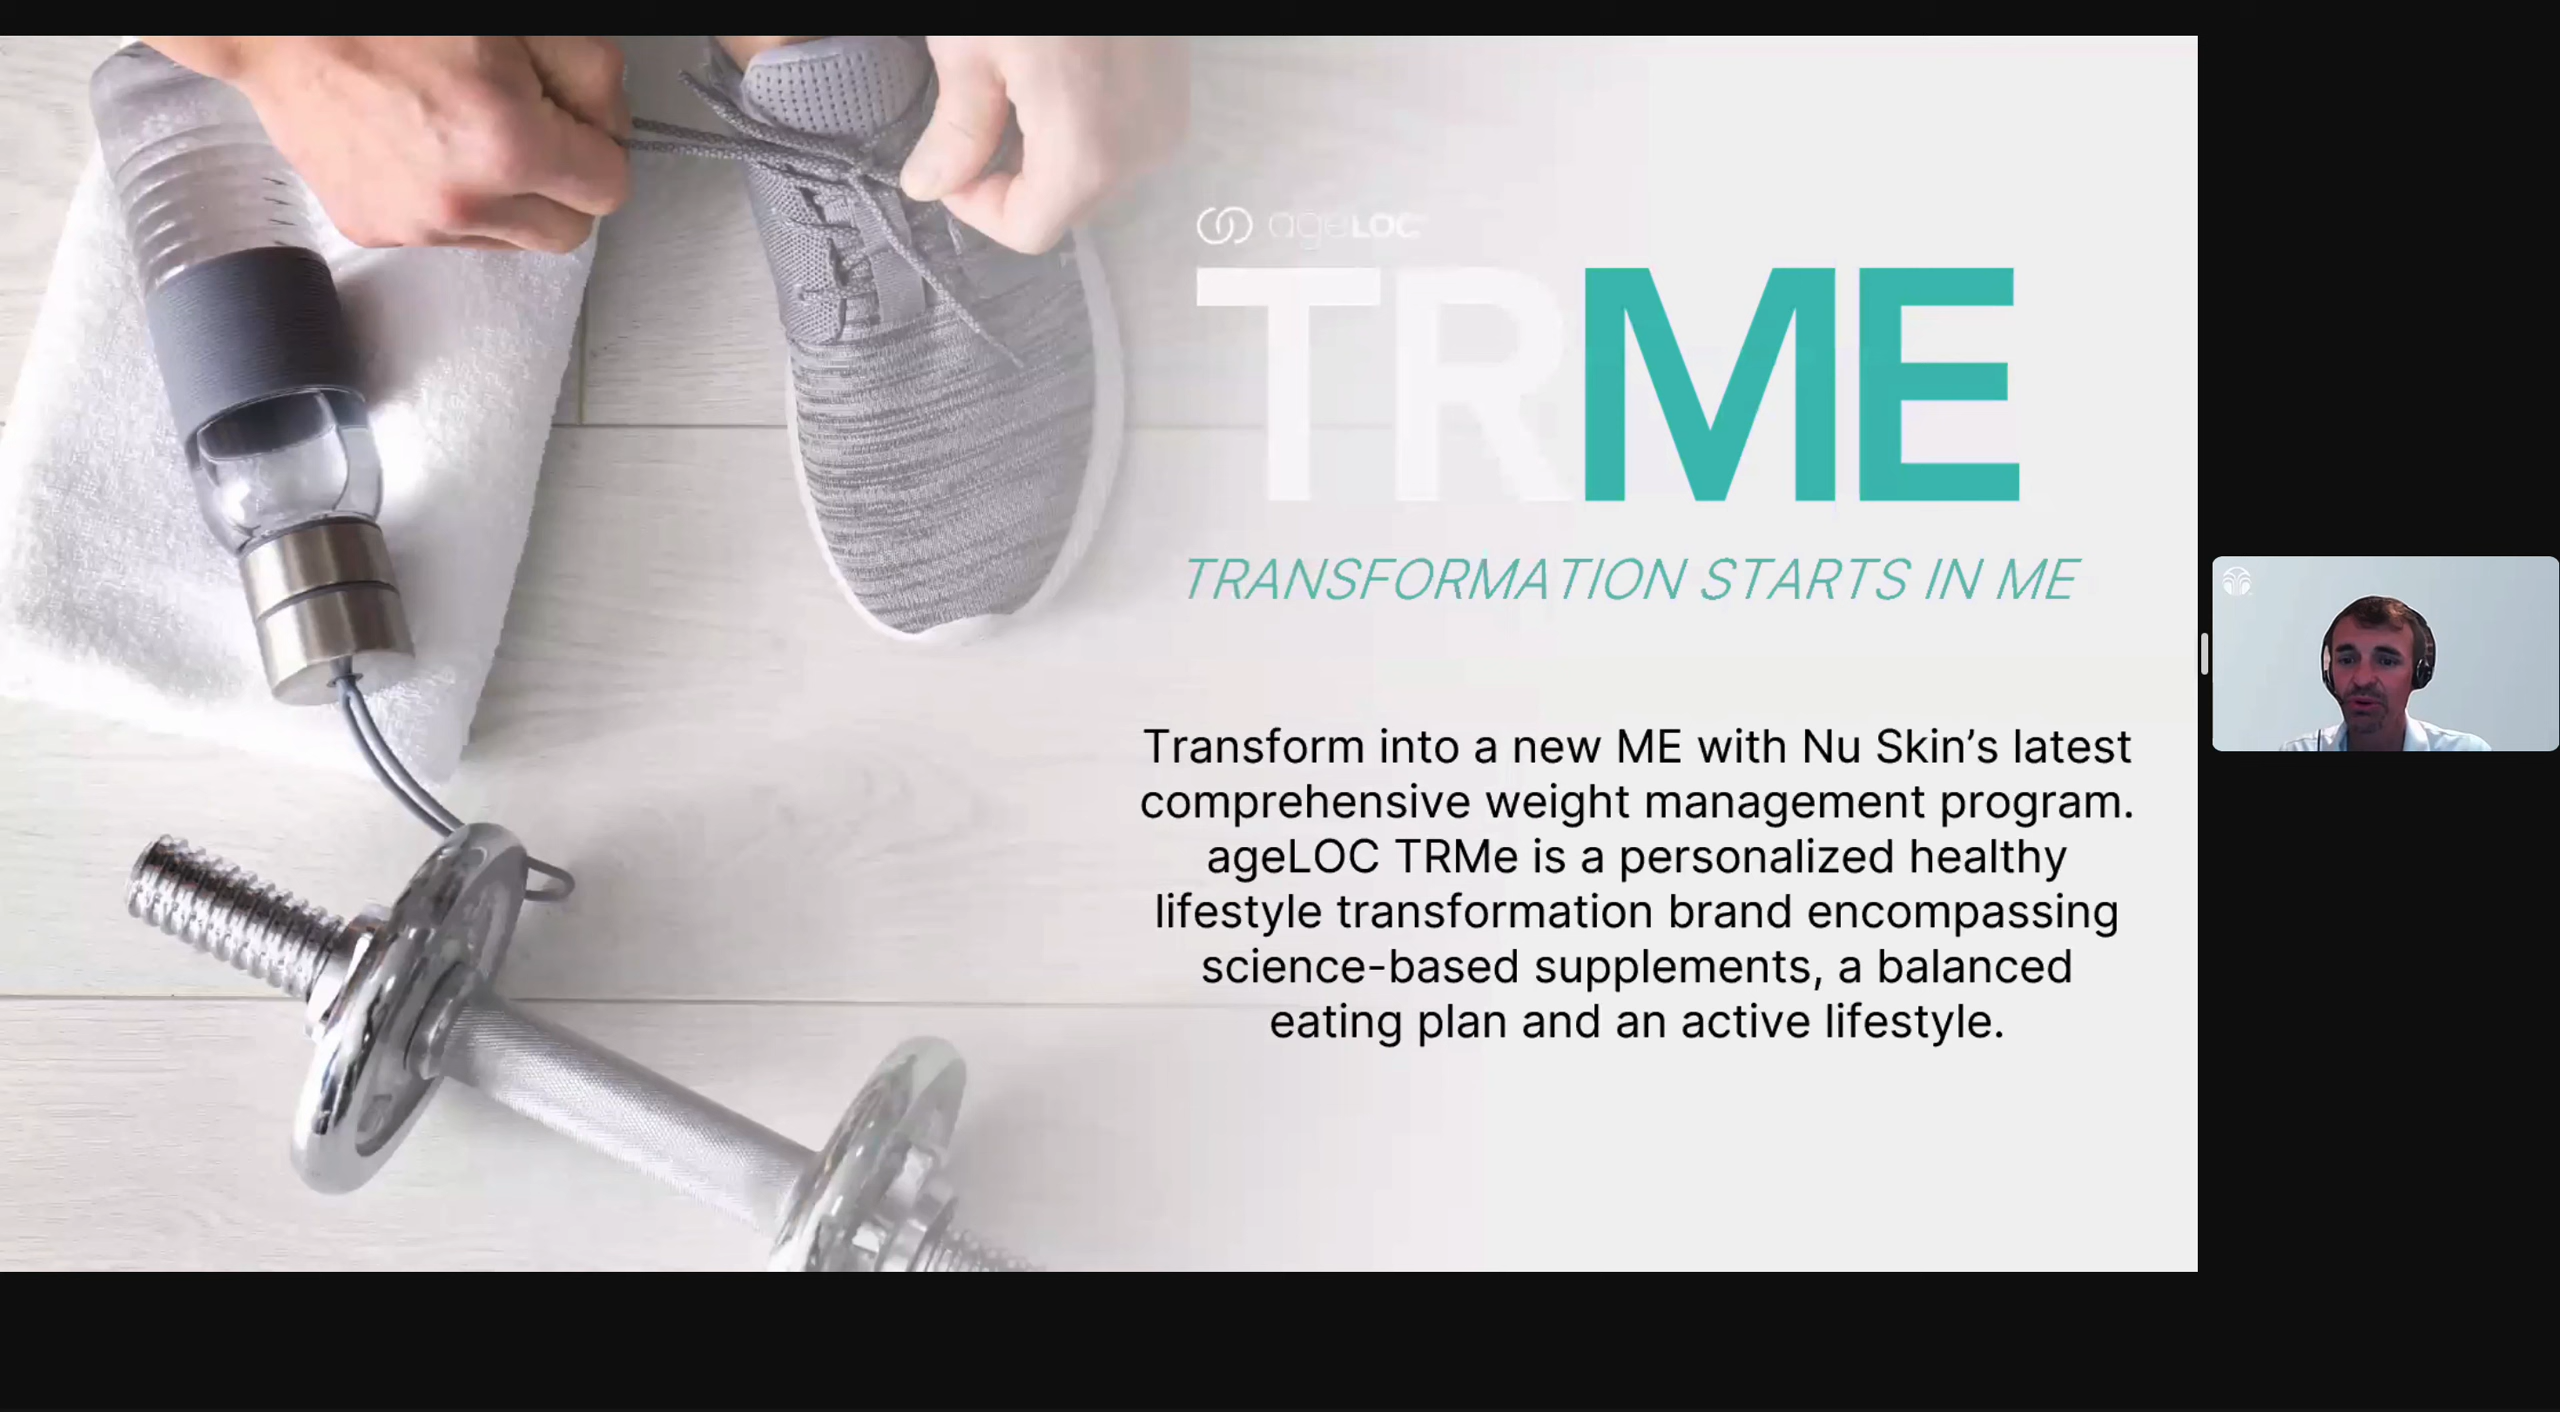 ageLOC
TRME
TRANSFORMATION STARTS IN ME
Transform into a new ME with Nu Skin’s latest
comprehensive weight management program.
ageLOC TRMe is a personalized healthy
lifestyle transformation brand encompassing
science-based supplements, a balanced
eating plan and an active lifestyle.